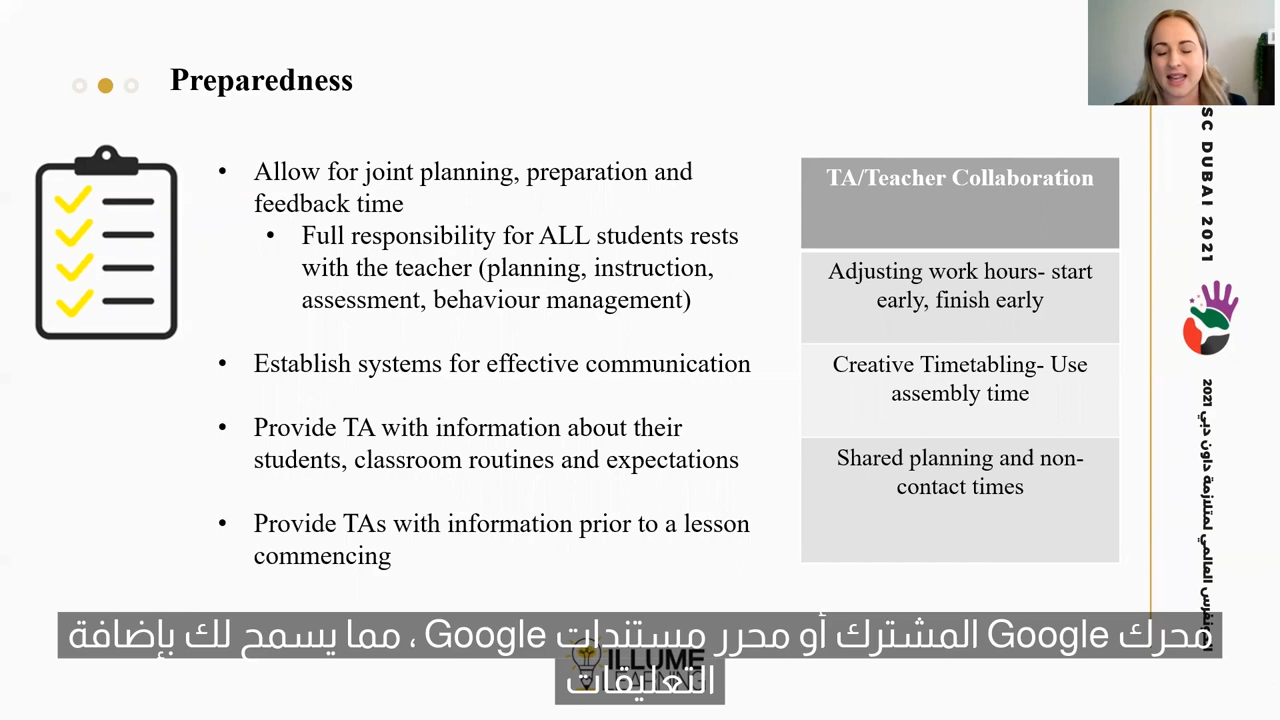 Preparedness
• Allow for joint planning, preparation and
feedback time
• Full responsibility for ALL students rests
with the teacher (planning, instruction,
assessment, behaviour management)
• Establish systems for effective communication
• Provide TA with information about their
students, classroom routines and expectations
• Provide TAs with information prior to a lesson
commencing
TA/Teacher Collaboration
Adjusting work hours- start
early, finish early
Creative Timetabling- Use
assembly time
Shared planning and non-
contact times
SC DUBAI 2021
العالمي لمتلازمة داون دبي 2021
ILLUME
LEARNING
محرك Google المشترك أو محرر مستندات Google ، مما يسمح لك بإضافة
التعليقات